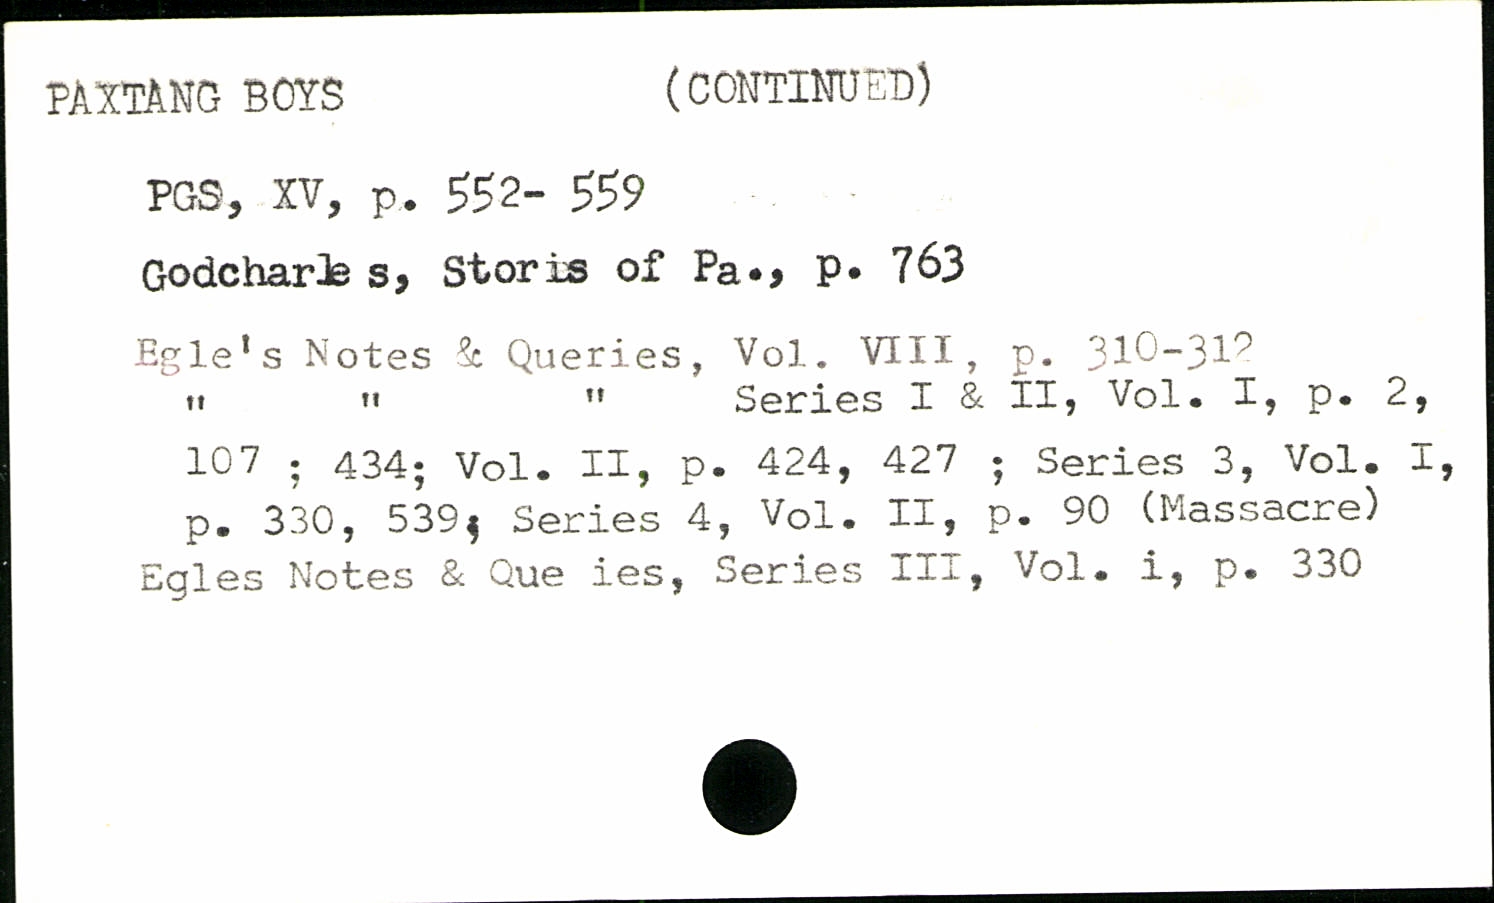 PAXTANG BOYS (CONTINUED)
PGS, XV, p. 552- 559
Godcharles, Storis of Pa., p. 763
Egle's Notes & Queries, Vol. VIII, p. 310-312
" " " Series I & II, Vol. I, p. 2,
107 ; 434; Vol. II, p. 424, 427 ; Series 3, Vol. I,
p. 330, 539; Series 4, Vol. II, p. 90 (Massacre)
Egles Notes & Que ies, Series III, Vol. i, p. 330